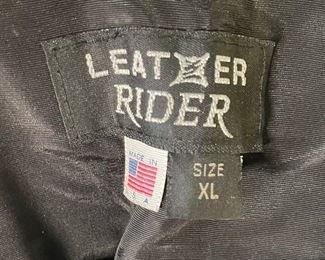 LEATHER
RIDER
MADE IN
U S A
SIZE
XL